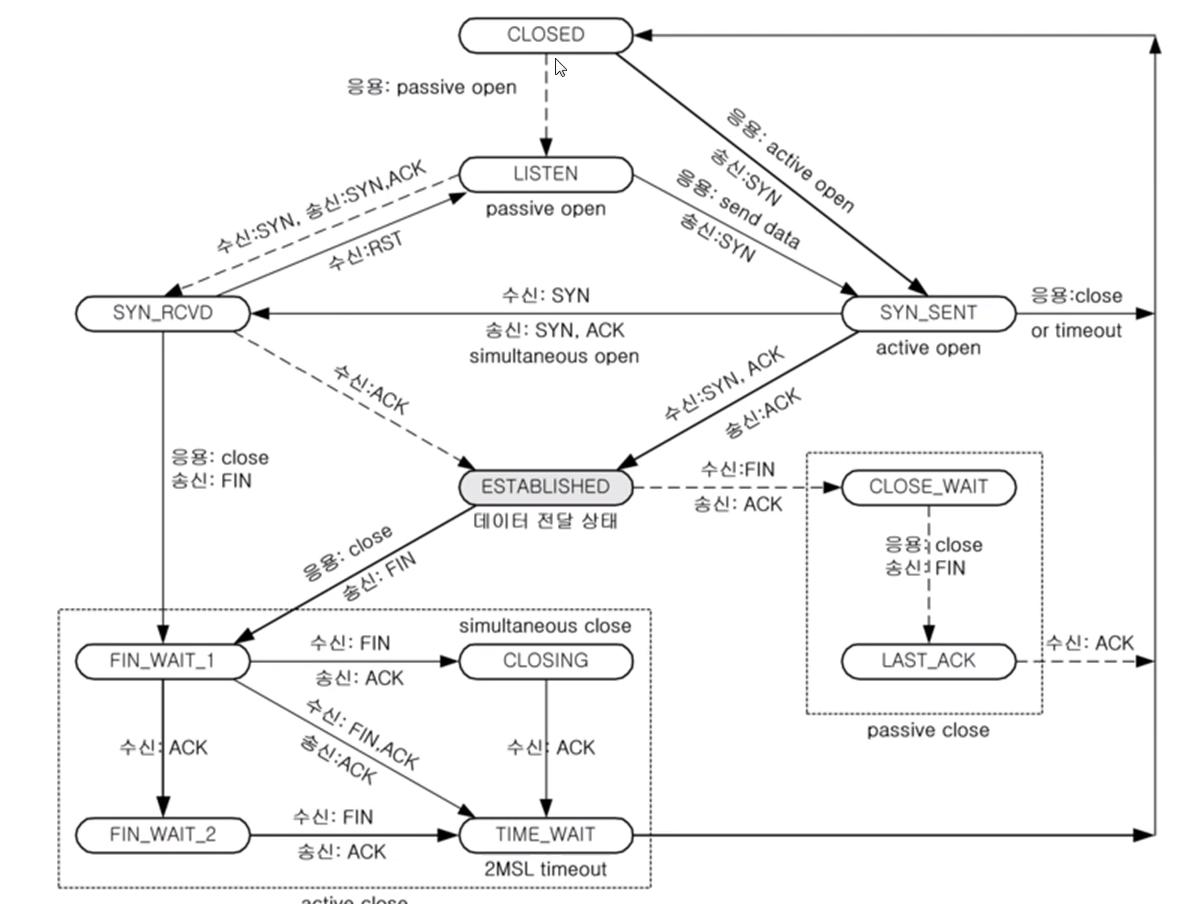 CLOSED
응용: passive open
응용: active open
송신:SYN
LISTEN
passive open
수신:SYN, 송신:SYN,ACK
수신:RST
응용: send data
송신:SYN
SYN_RCVD
수신: SYN
송신: SYN, ACK
simultaneous open
SYN_SENT
active open
응용:close
or timeout
수신:ACK
수신:SYN, ACK
송신:ACK
응용: close
송신: FIN
ESTABLISHED
데이터 전달 상태
수신:FIN
송신: ACK
CLOSE_WAIT
응용: close
송신: FIN
LAST_ACK
수신: ACK
passive close
응용: close
송신: FIN
simultaneous close
FIN_WAIT_1
수신: FIN
송신: ACK
CLOSING
수신: ACK
수신: FIN,ACK
송신:ACK
수신: ACK
FIN_WAIT_2
수신: FIN
송신: ACK
TIME_WAIT
2MSL timeout
active close